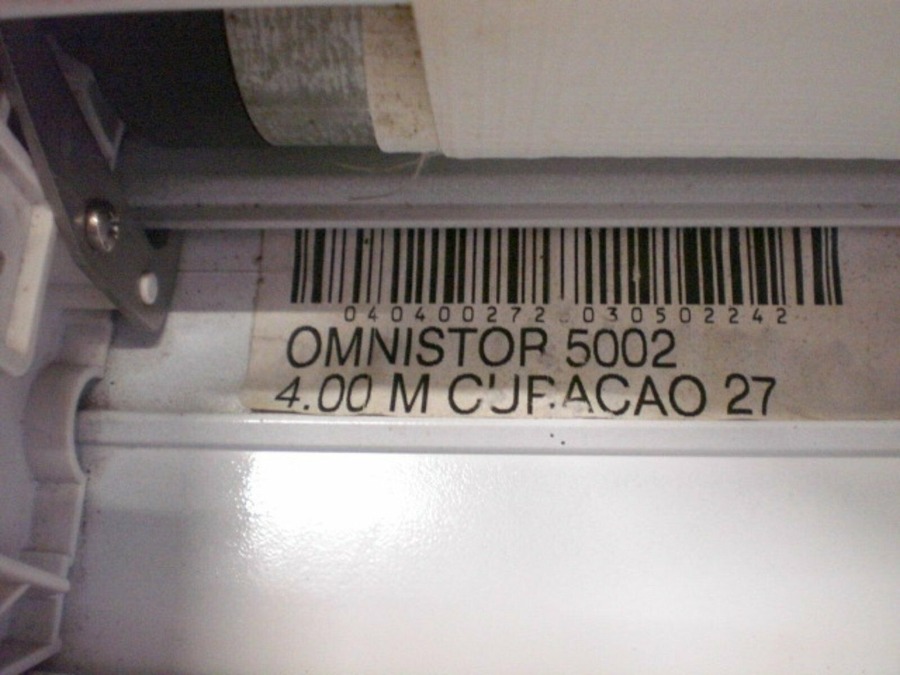 040400272 030502242
OMNISTOR 5002
4.00 M CURACAO 27